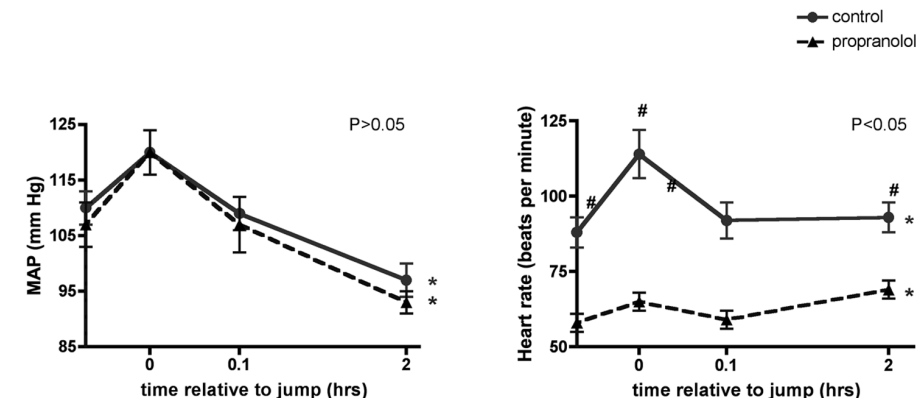 control
propranolol
P>0.05
125
115
105
95
85
MAP (mm Hg)
*
*
0
0.1
2
time relative to jump (hrs)
P<0.05
125
100
75
50
Heart rate (beats per minute)
#
#
#
#
*
*
0
0.1
2
time relative to jump (hrs)